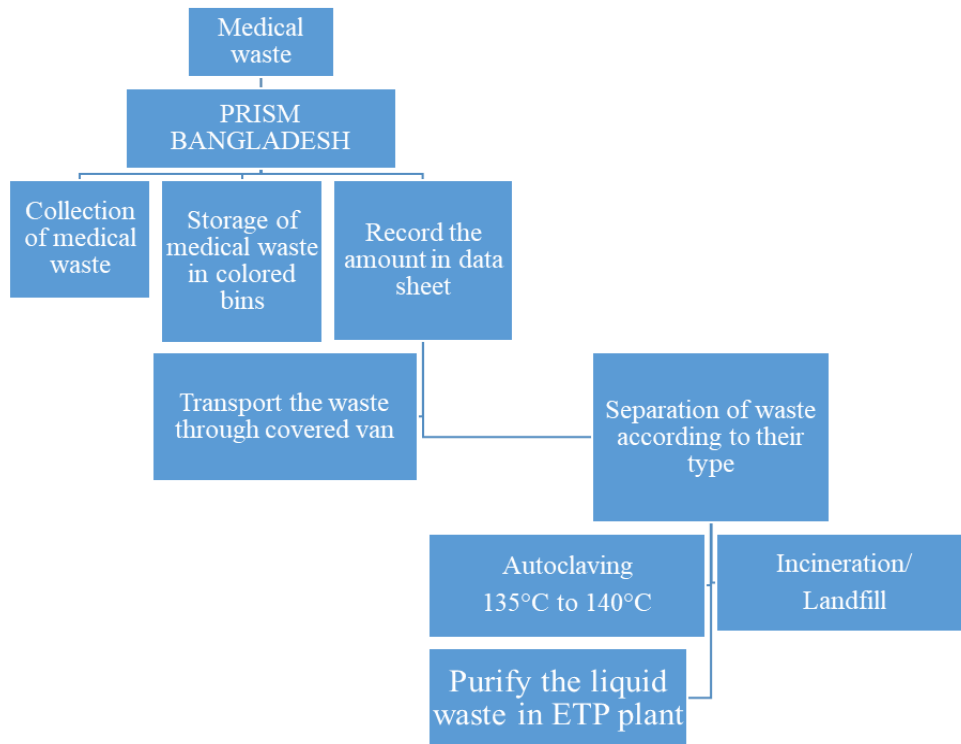 Medical
waste
PRISM
BANGLADESH
Collection
of medical
waste
Storage of
medical waste
in colored
bins
Record the
amount in data
sheet
Transport the waste
through covered van
Separation of waste
according to their
type
Autoclaving
135°C to 140°C
Incineration/
Landfill
Purify the liquid
waste in ETP plant